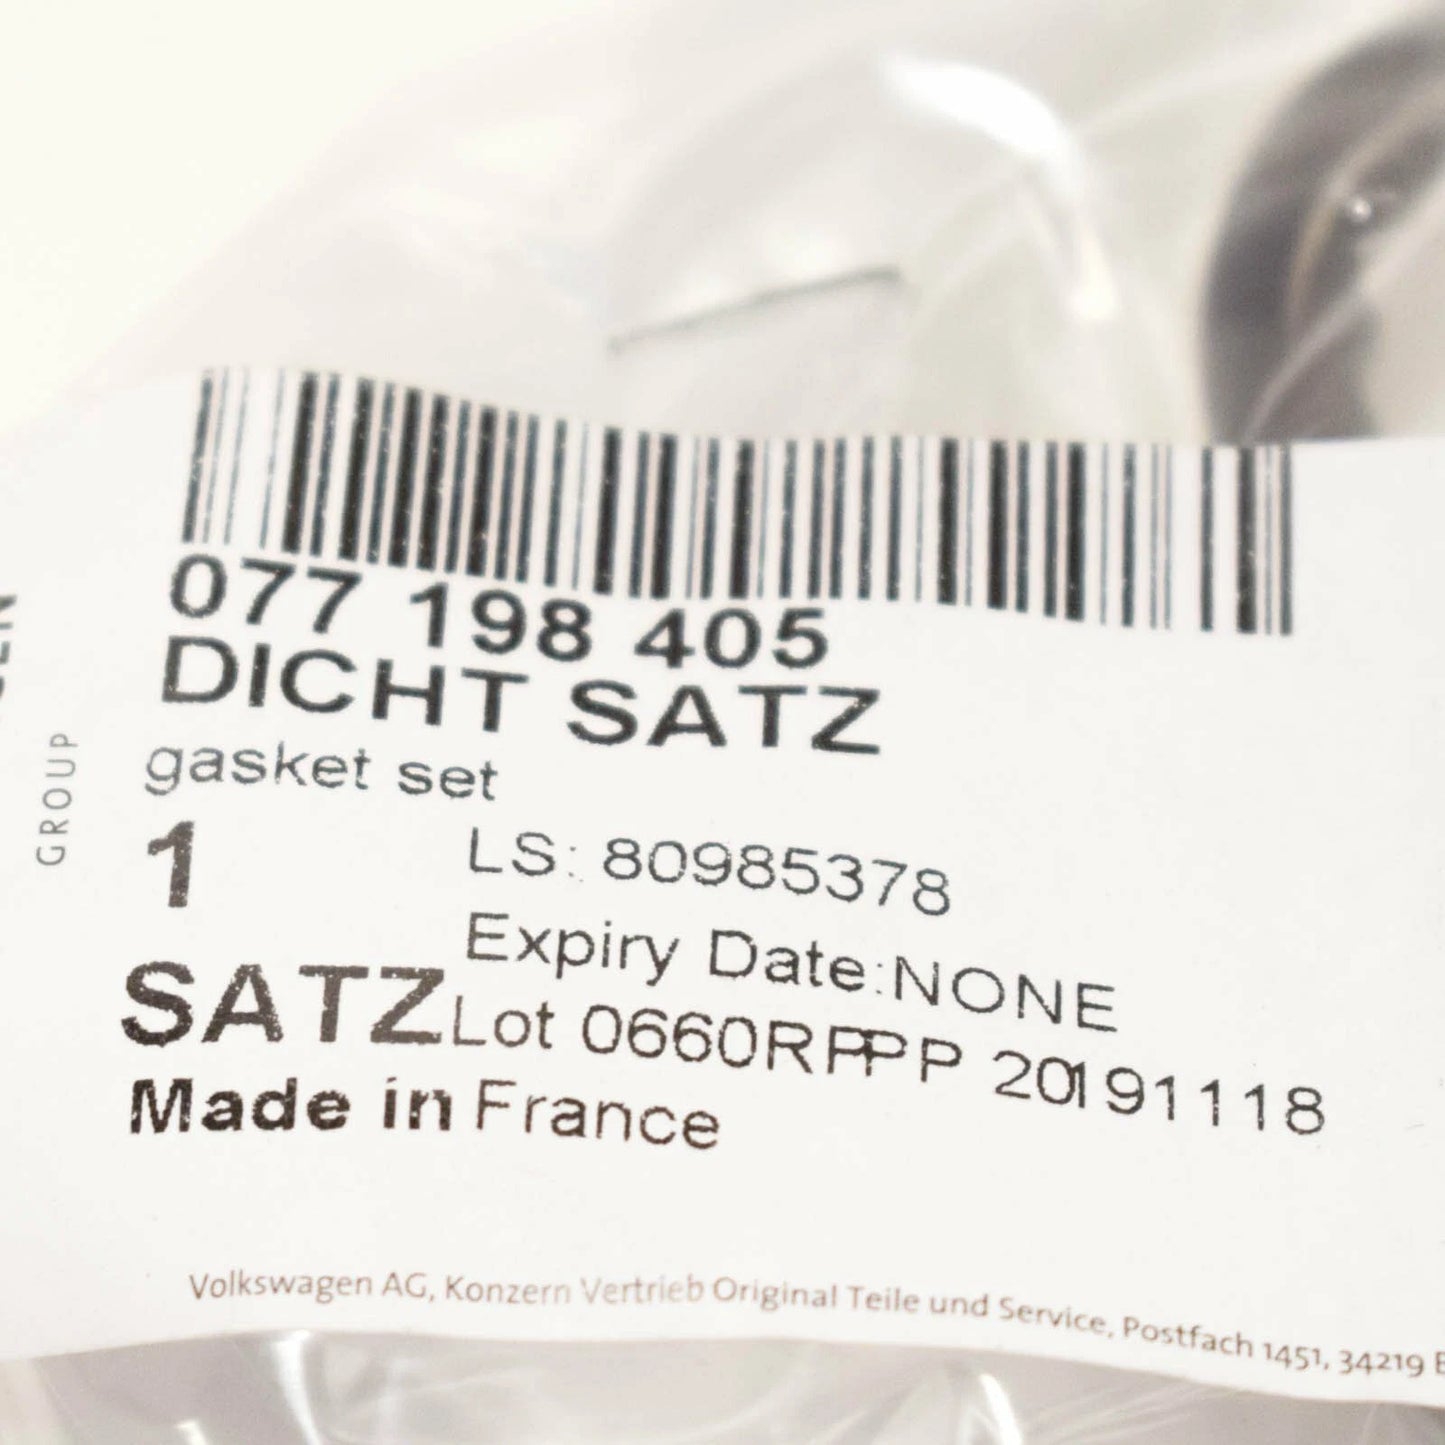 077 198 405
DICHT SATZ
gasket set
1
LS: 80985378
Expiry Date:NONE
SATZ Lot 0660RPPP 20191118
Made in France
Volkswagen AG, Konzern Vertrieb Original Teile und Service, Postfach 1451, 34219
GROUP